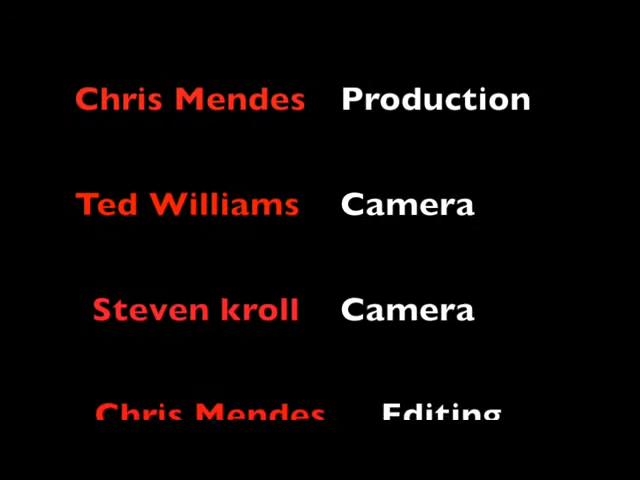 Chris Mendes Production
Ted Williams Camera
Steven kroll Camera
Chris Mendes Editing